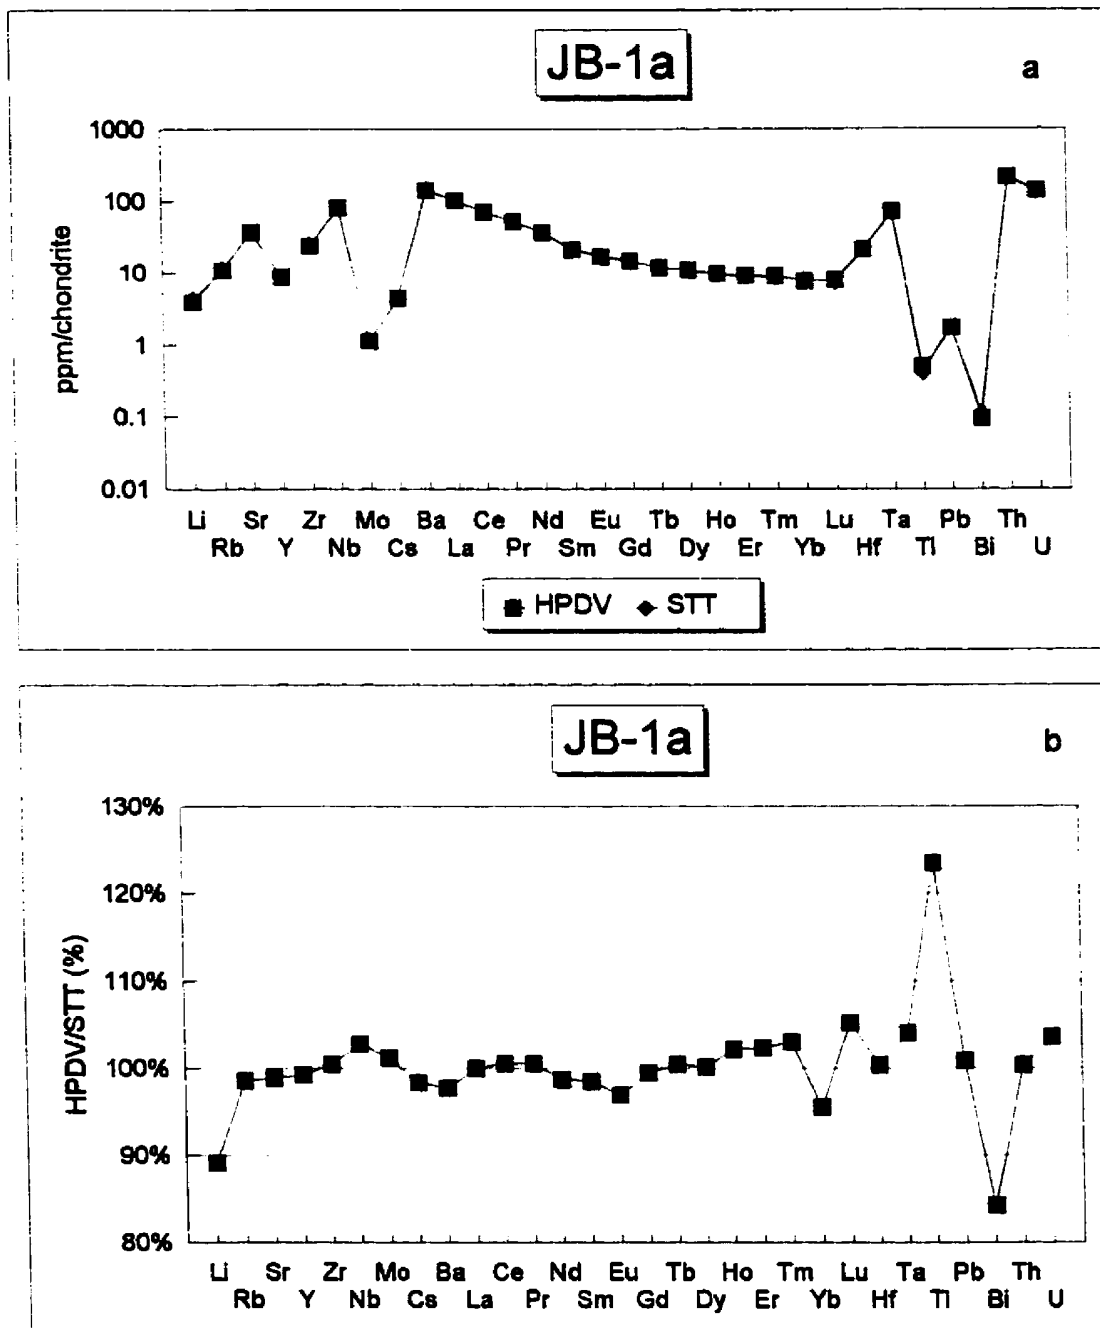 JB-1a
a
1000
100
10
1
0.1
0.01
ppm/chondrite
Li Sr Zr Mo Ba Ce Nd Eu Tb Ho Tm Lu Ta Pb Th
Rb Y Nb Cs La Pr Sm Gd Dy Er Yb Hf Tl Bi U
HPDV STT
JB-1a
b
130%
120%
110%
100%
90%
80%
HPDV/STT (%)
Li Sr Zr Mo Ba Ce Nd Eu Tb Ho Tm Lu Ta Pb Th
Rb Y Nb Cs La Pr Sm Gd Dy Er Yb Hf Tl Bi U